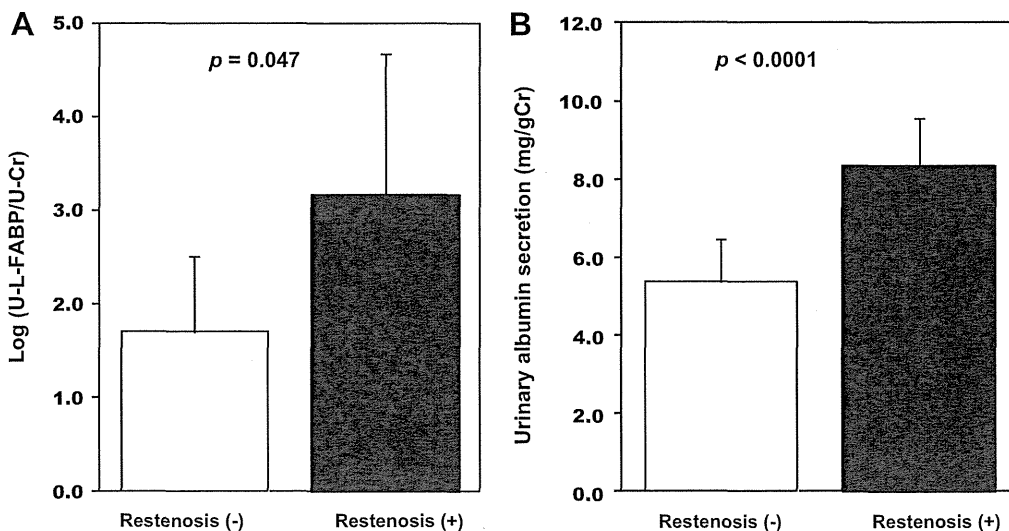 A
p = 0.047
Log (U-L-FABP/U-Cr)
5.0
4.0
3.0
2.0
1.0
0.0
Restenosis (-)
Restenosis (+)
B
p < 0.0001
Urinary albumin secretion (mg/gCr)
12.0
10.0
8.0
6.0
4.0
2.0
0.0
Restenosis (-)
Restenosis (+)